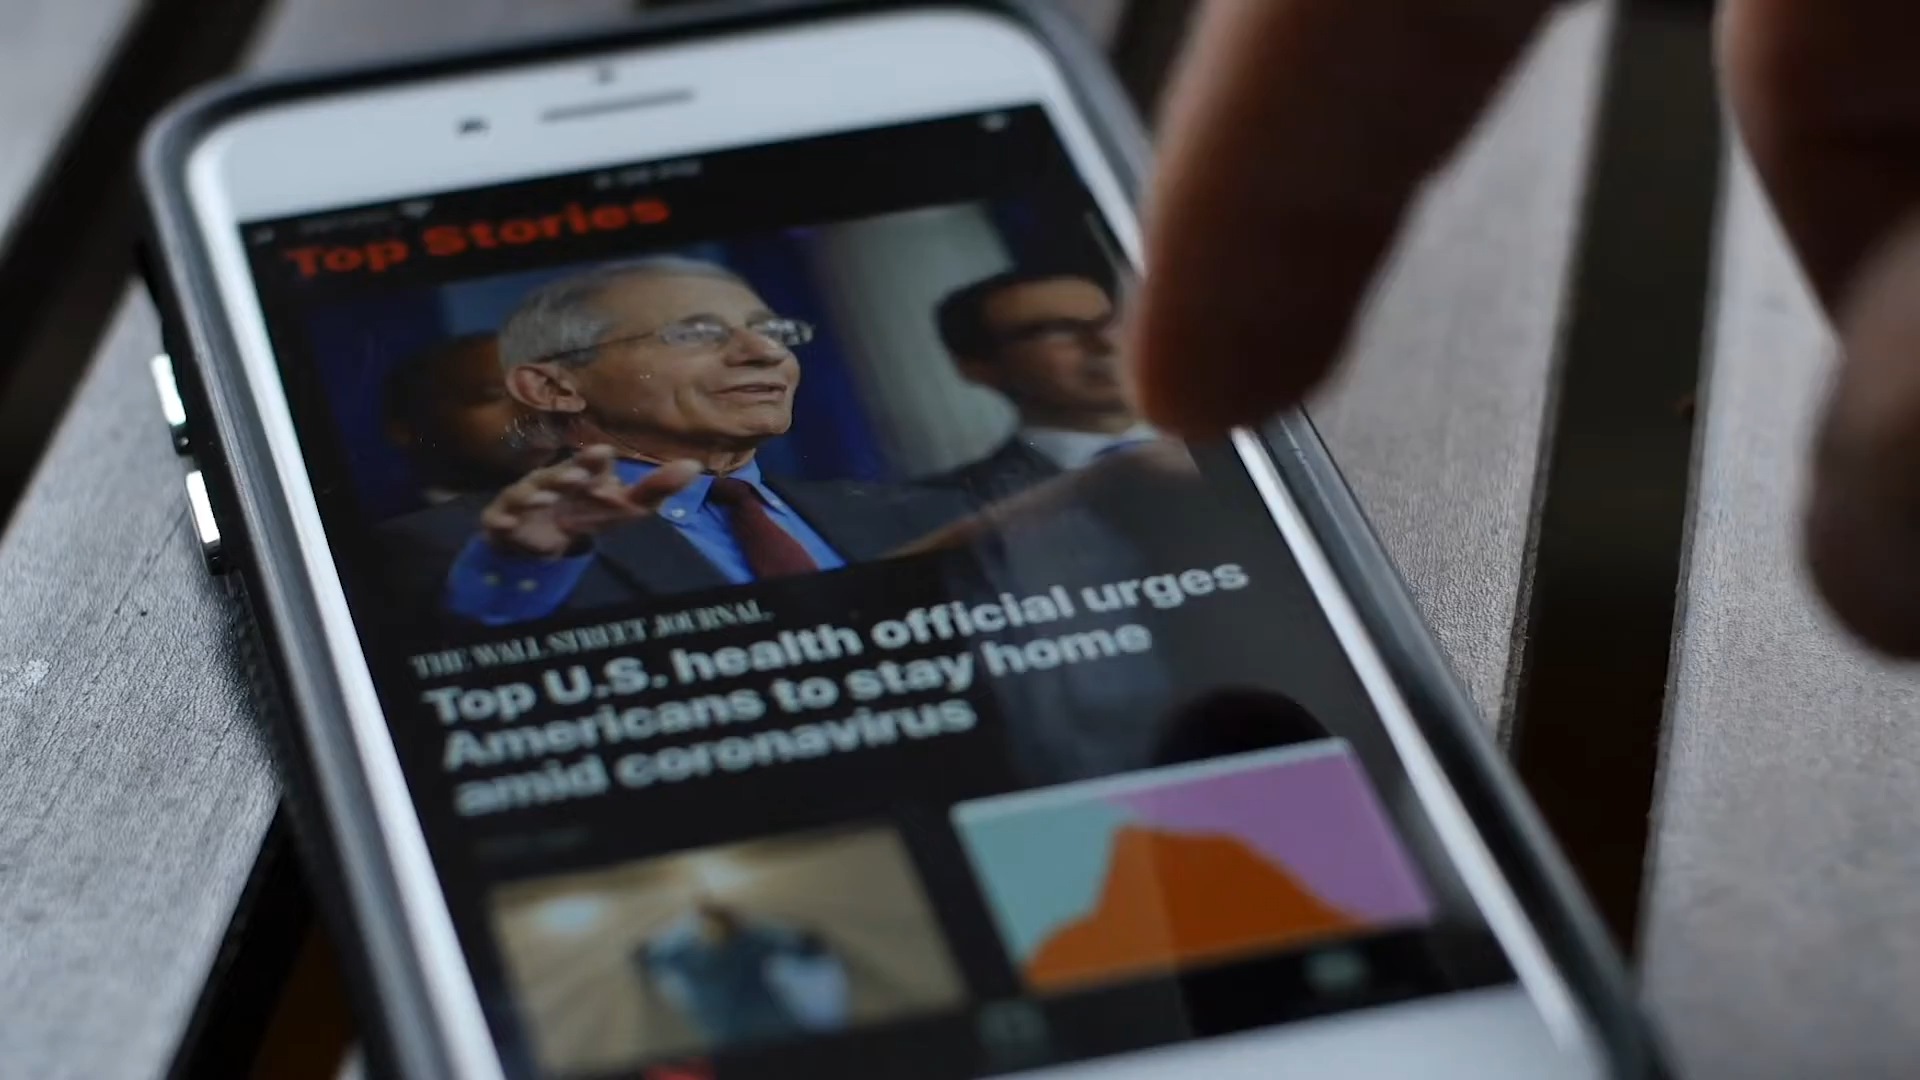 Top Stories
THE WALL STREET JOURNAL.
Top U.S. health official urges
Americans to stay home
amid coronavirus